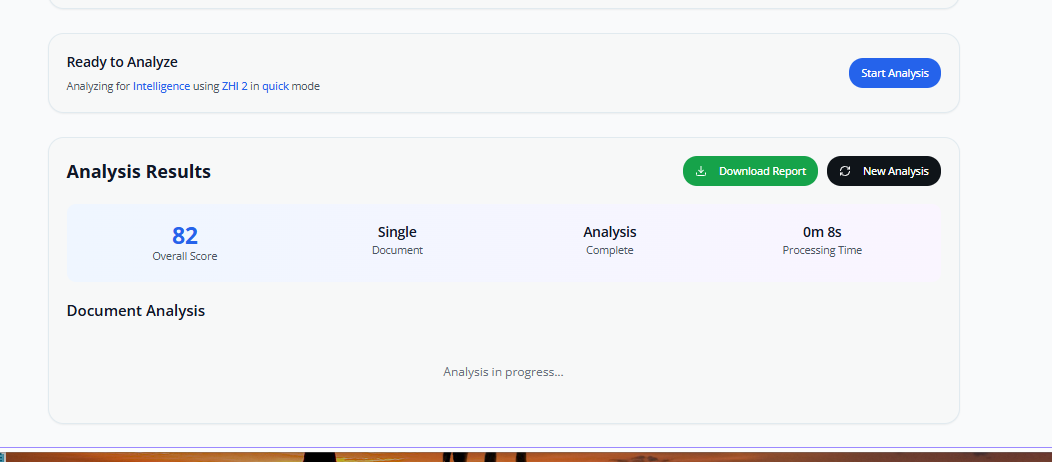 Ready to Analyze
Analyzing for Intelligence using ZHI 2 in quick mode
Start Analysis
Analysis Results
Download Report
New Analysis
82
Overall Score
Single
Document
Analysis
Complete
0m 8s
Processing Time
Document Analysis
Analysis in progress...